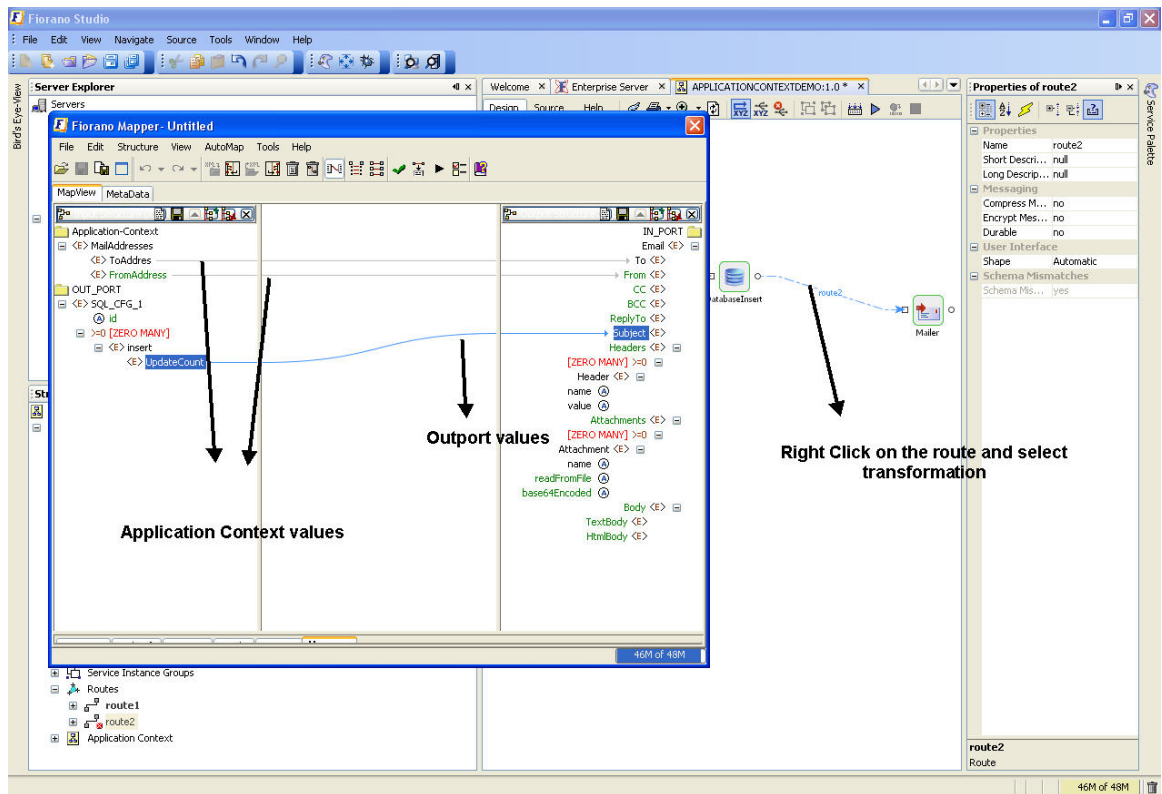 Fiorano Studio
File Edit View Navigate Source Tools Window Help
Bird's Eye-View
Server Explorer
Servers
Welcome Enterprise Server APPLICATIONCONTEXTDEMO:1.0 *
Design Source Help
Fiorano Mapper- Untitled
File Edit Structure View AutoMap Tools Help
MapView MetaData
Application-Context
<E> MailAddresses
<E> ToAddres
<E> FromAddress
OUT_PORT
<E> SQL_CFG_1
id
>=0 [ZERO MANY]
<E> insert
<E> UpdateCount
IN_PORT
Email <E>
To <E>
From <E>
CC <E>
BCC <E>
ReplyTo <E>
Subject <E>
Headers <E>
[ZERO MANY] >=0
Header <E>
name
value
Attachments <E>
[ZERO MANY] >=0
Attachment <E>
name
readFromFile
base64Encoded
Body <E>
TextBody <E>
HtmlBody <E>
Application Context values
Outport values
46M of 48M
atabaseInsert
route2
Mailer
Right Click on the route and select
transformation
Properties of route2
Properties
Name route2
Short Descri... null
Long Descrip... null
Messaging
Compress M... no
Encrypt Mes... no
Durable no
User Interface
Shape Automatic
Schema Mismatches
Schema Mis... yes
Service Palette
Str
Service Instance Groups
Routes
route1
route2
Application Context
route2
Route
46M of 48M